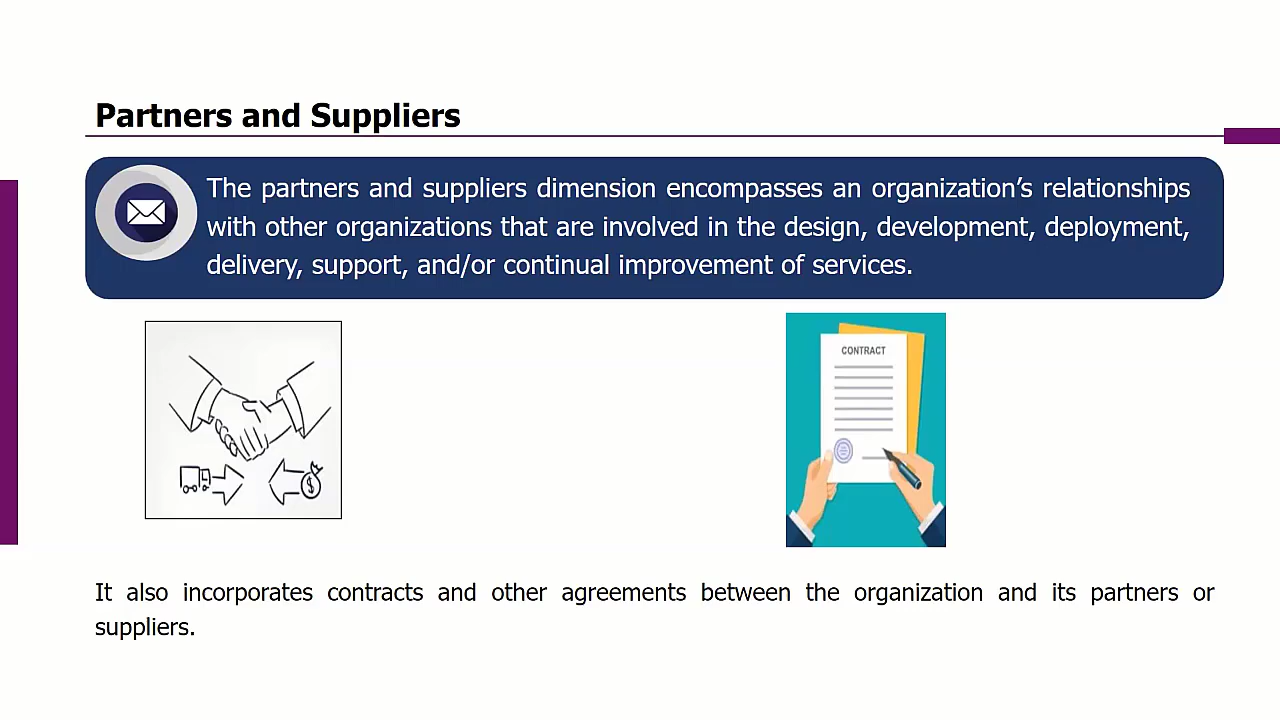 Partners and Suppliers
The partners and suppliers dimension encompasses an organization’s relationships
with other organizations that are involved in the design, development, deployment,
delivery, support, and/or continual improvement of services.
CONTRACT
$
It also incorporates contracts and other agreements between the organization and its partners or
suppliers.